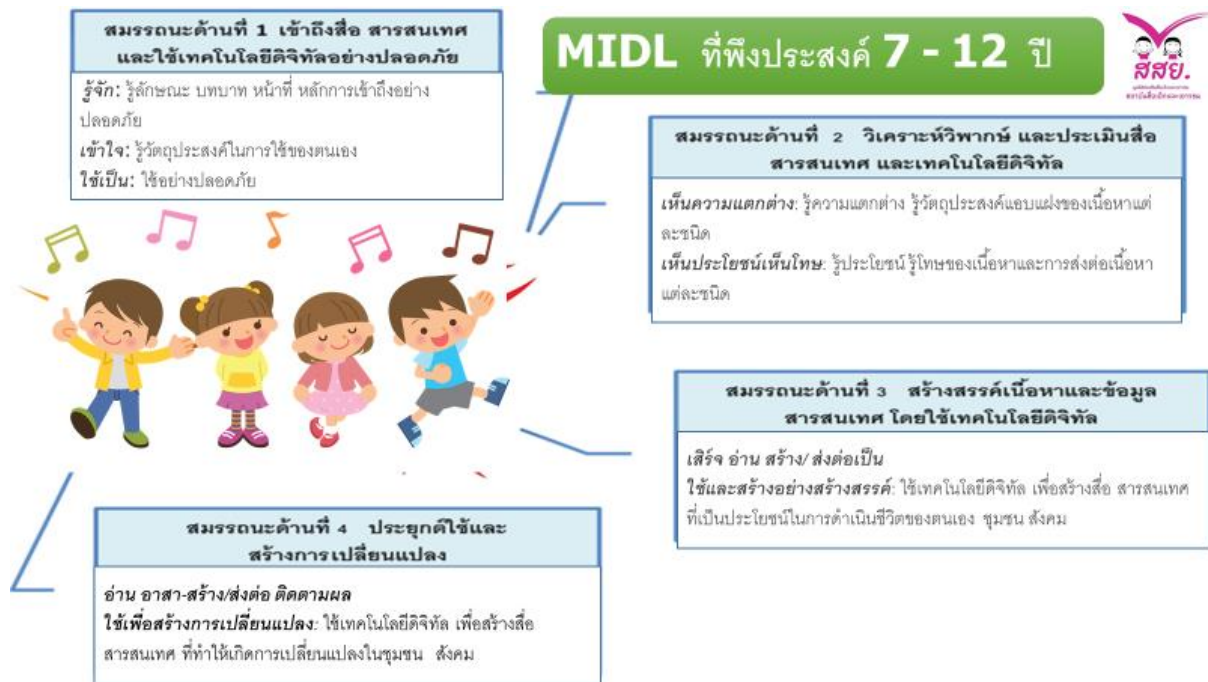 สมรรถนะด้านที่ 1 เข้าถึงสื่อ สารสนเทศ
และใช้เทคโนโลยีดิจิทัลอย่างปลอดภัย
รู้จัก: รู้ลักษณะ บทบาท หน้าที่ หลักการเข้าถึงอย่าง
ปลอดภัย
เข้าใจ: รู้วัตถุประสงค์ในการใช้ของตนเอง
ใช้เป็น: ใช้อย่างปลอดภัย
MIDL ที่พึงประสงค์ 7 - 12 ปี
สสย.
สมรรถนะด้านที่ 2 วิเคราะห์วิพากษ์ และประเมินสื่อ
สารสนเทศ และเทคโนโลยีดิจิทัล
เห็นความแตกต่าง: รู้ความแตกต่าง รู้วัตถุประสงค์แอบแฝงของเนื้อหาแต่
ละชนิด
เห็นประโยชน์เห็นโทษ: รู้ประโยชน์ รู้โทษของเนื้อหาและการส่งต่อเนื้อหา
แต่ละชนิด
สมรรถนะด้านที่ 3 สร้างสรรค์เนื้อหาและข้อมูล
สารสนเทศ โดยใช้เทคโนโลยีดิจิทัล
เสิร์จ อ่าน สร้าง/ ส่งต่อเป็น
ใช้และสร้างอย่างสร้างสรรค์: ใช้เทคโนโลยีดิจิทัล เพื่อสร้างสื่อ สารสนเทศ
ที่เป็นประโยชน์ในการดำเนินชีวิตของตนเอง ชุมชน สังคม
สมรรถนะด้านที่ 4 ประยุกต์ใช้และ
สร้างการเปลี่ยนแปลง
อ่าน อาสา-สร้าง/ส่งต่อ ติดตามผล
ใช้เพื่อสร้างการเปลี่ยนแปลง: ใช้เทคโนโลยีดิจิทัล เพื่อสร้างสื่อ
สารสนเทศ ที่ทำให้เกิดการเปลี่ยนแปลงในชุมชน สังคม